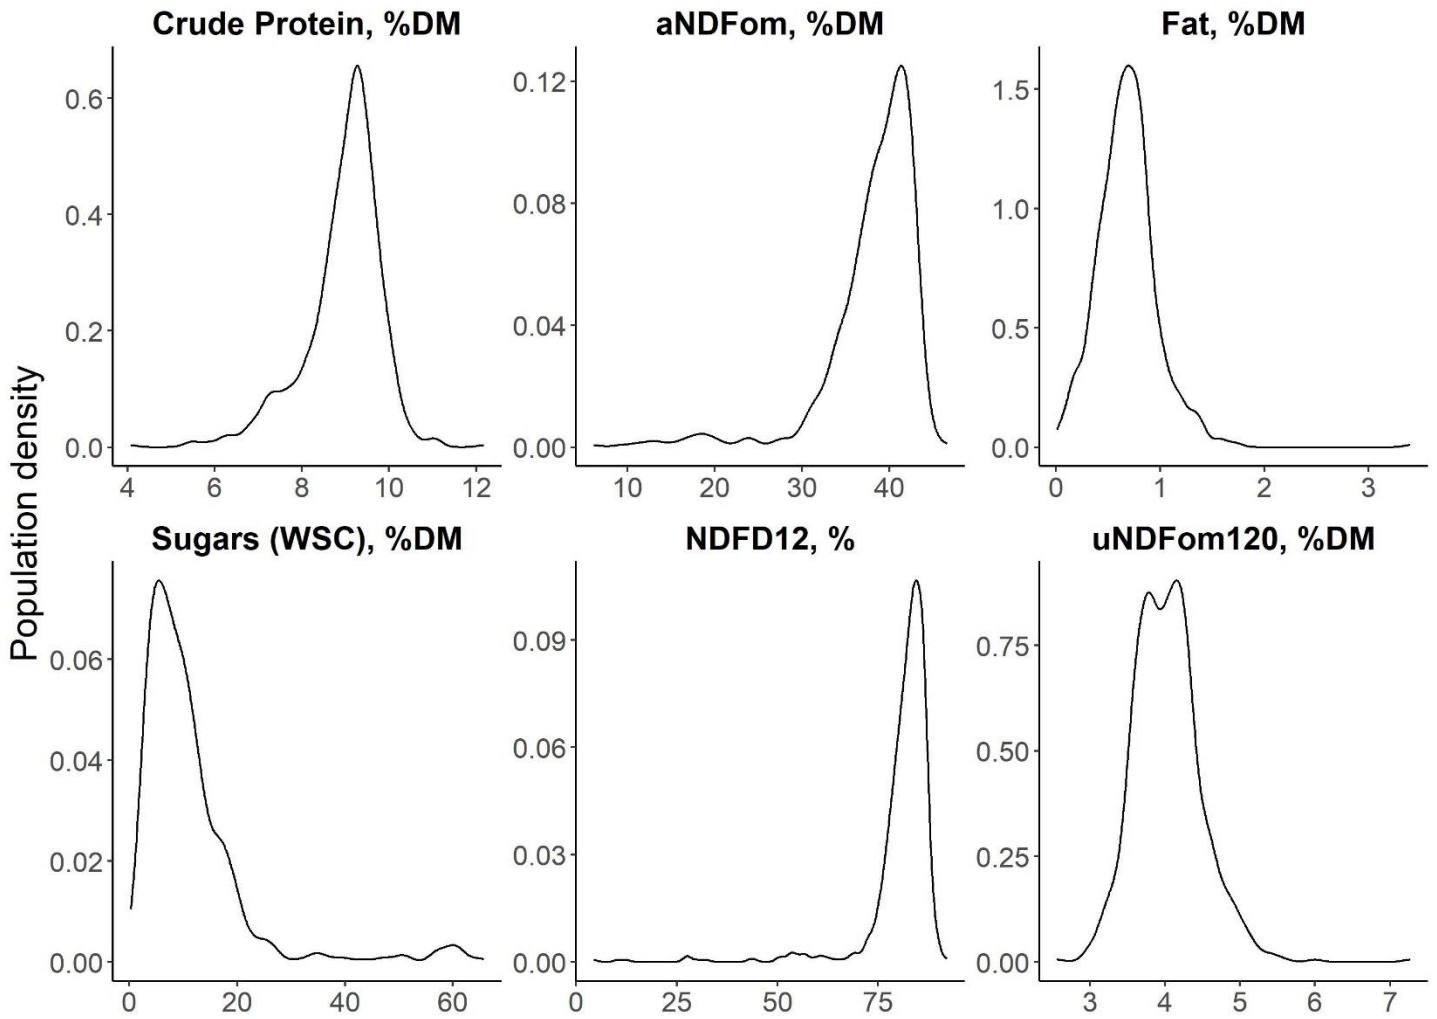 Crude Protein, %DM
aNDFom, %DM
Fat, %DM
0.6
0.4
0.2
0.0
4 6 8 10 12
0.12
0.08
0.04
0.00
10 20 30 40
1.5
1.0
0.5
0.0
0 1 2 3
Population density
Sugars (WSC), %DM
NDFD12, %
uNDFom120, %DM
0.06
0.04
0.02
0.00
0 20 40 60
0.09
0.06
0.03
0.00
0 25 50 75
0.75
0.50
0.25
0.00
3 4 5 6 7